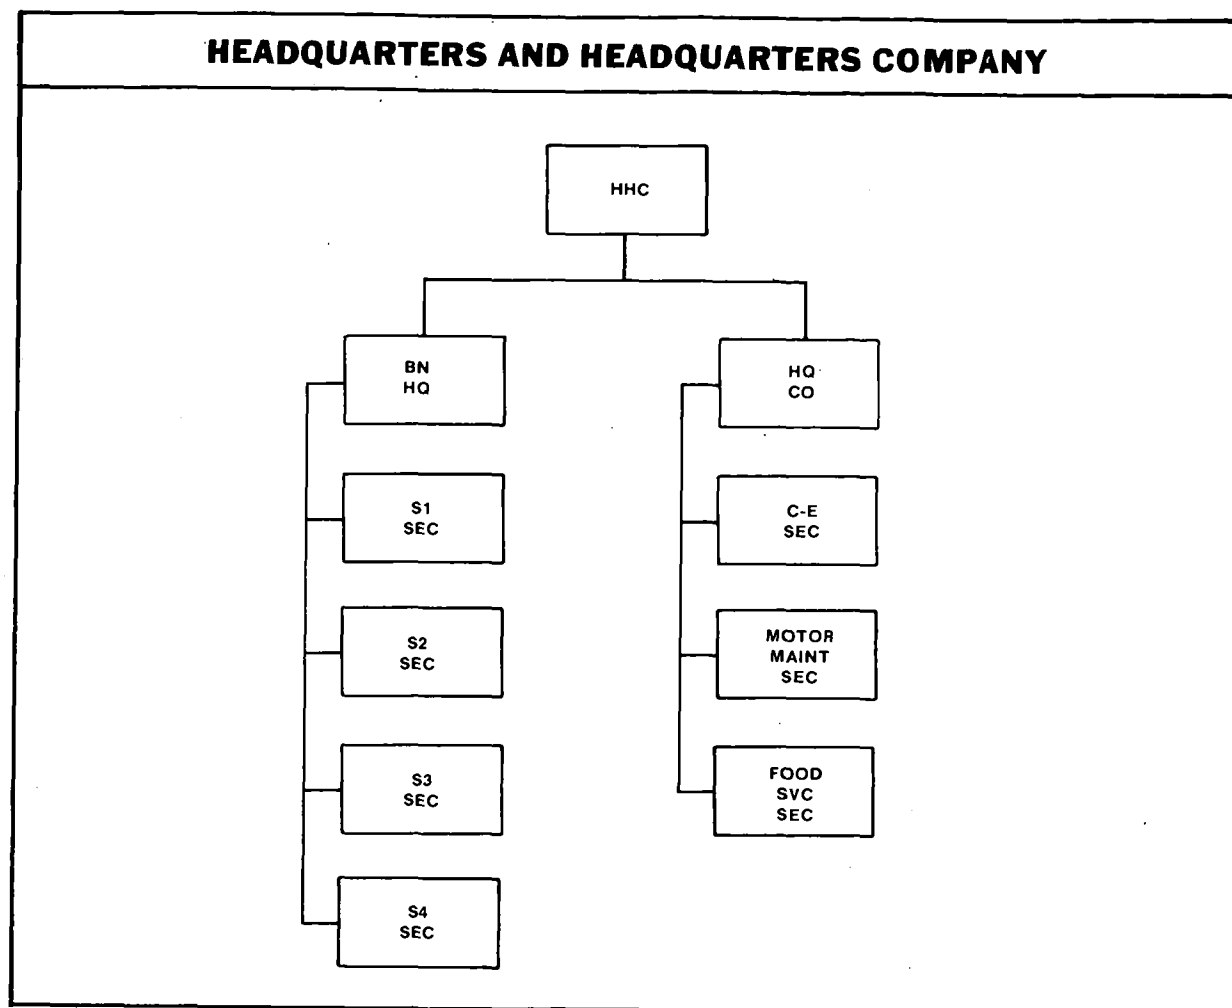 HEADQUARTERS AND HEADQUARTERS COMPANY
HHC
BN
HQ
S1
SEC
S2
SEC
S3
SEC
S4
SEC
HQ
CO
C-E
SEC
MOTOR
MAINT
SEC
FOOD
SVC
SEC